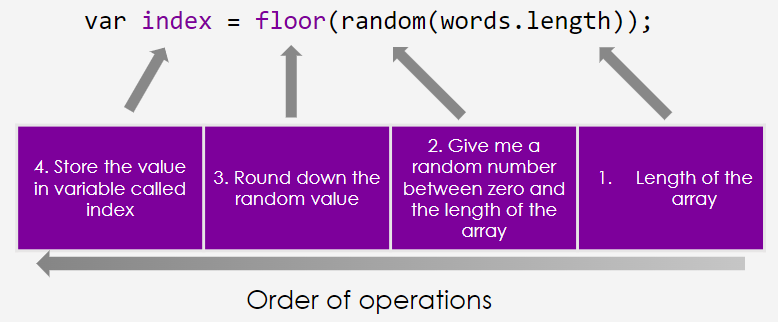 var index = floor(random(words.length));
4. Store the value
in variable called
index
3. Round down the
random value
2. Give me a
random number
between zero and
the length of the
array
1. Length of the
array
Order of operations